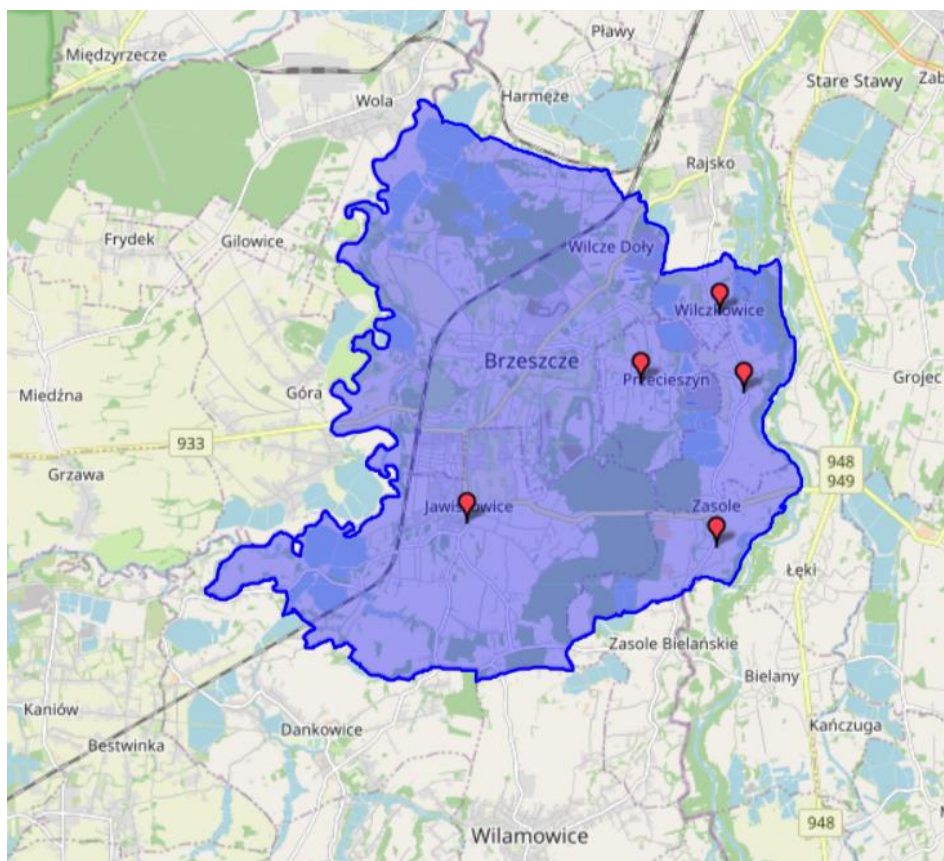 Pławy
Międzyrzecze
Stare Stawy
Zab
Wola
Harmęże
Rajsko
Frydek
Gilowice
Wilcze Doły
Wilczkowice
Brzeszcze
Przecieszyn
Grojec
Miedźna
Góra
933
Grzawa
948
949
Jawiszowice
Zasole
Łęki
Zasole Bielańskie
Bielany
Kaniów
Dankowice
Kańczuga
Bestwinka
948
Wilamowice